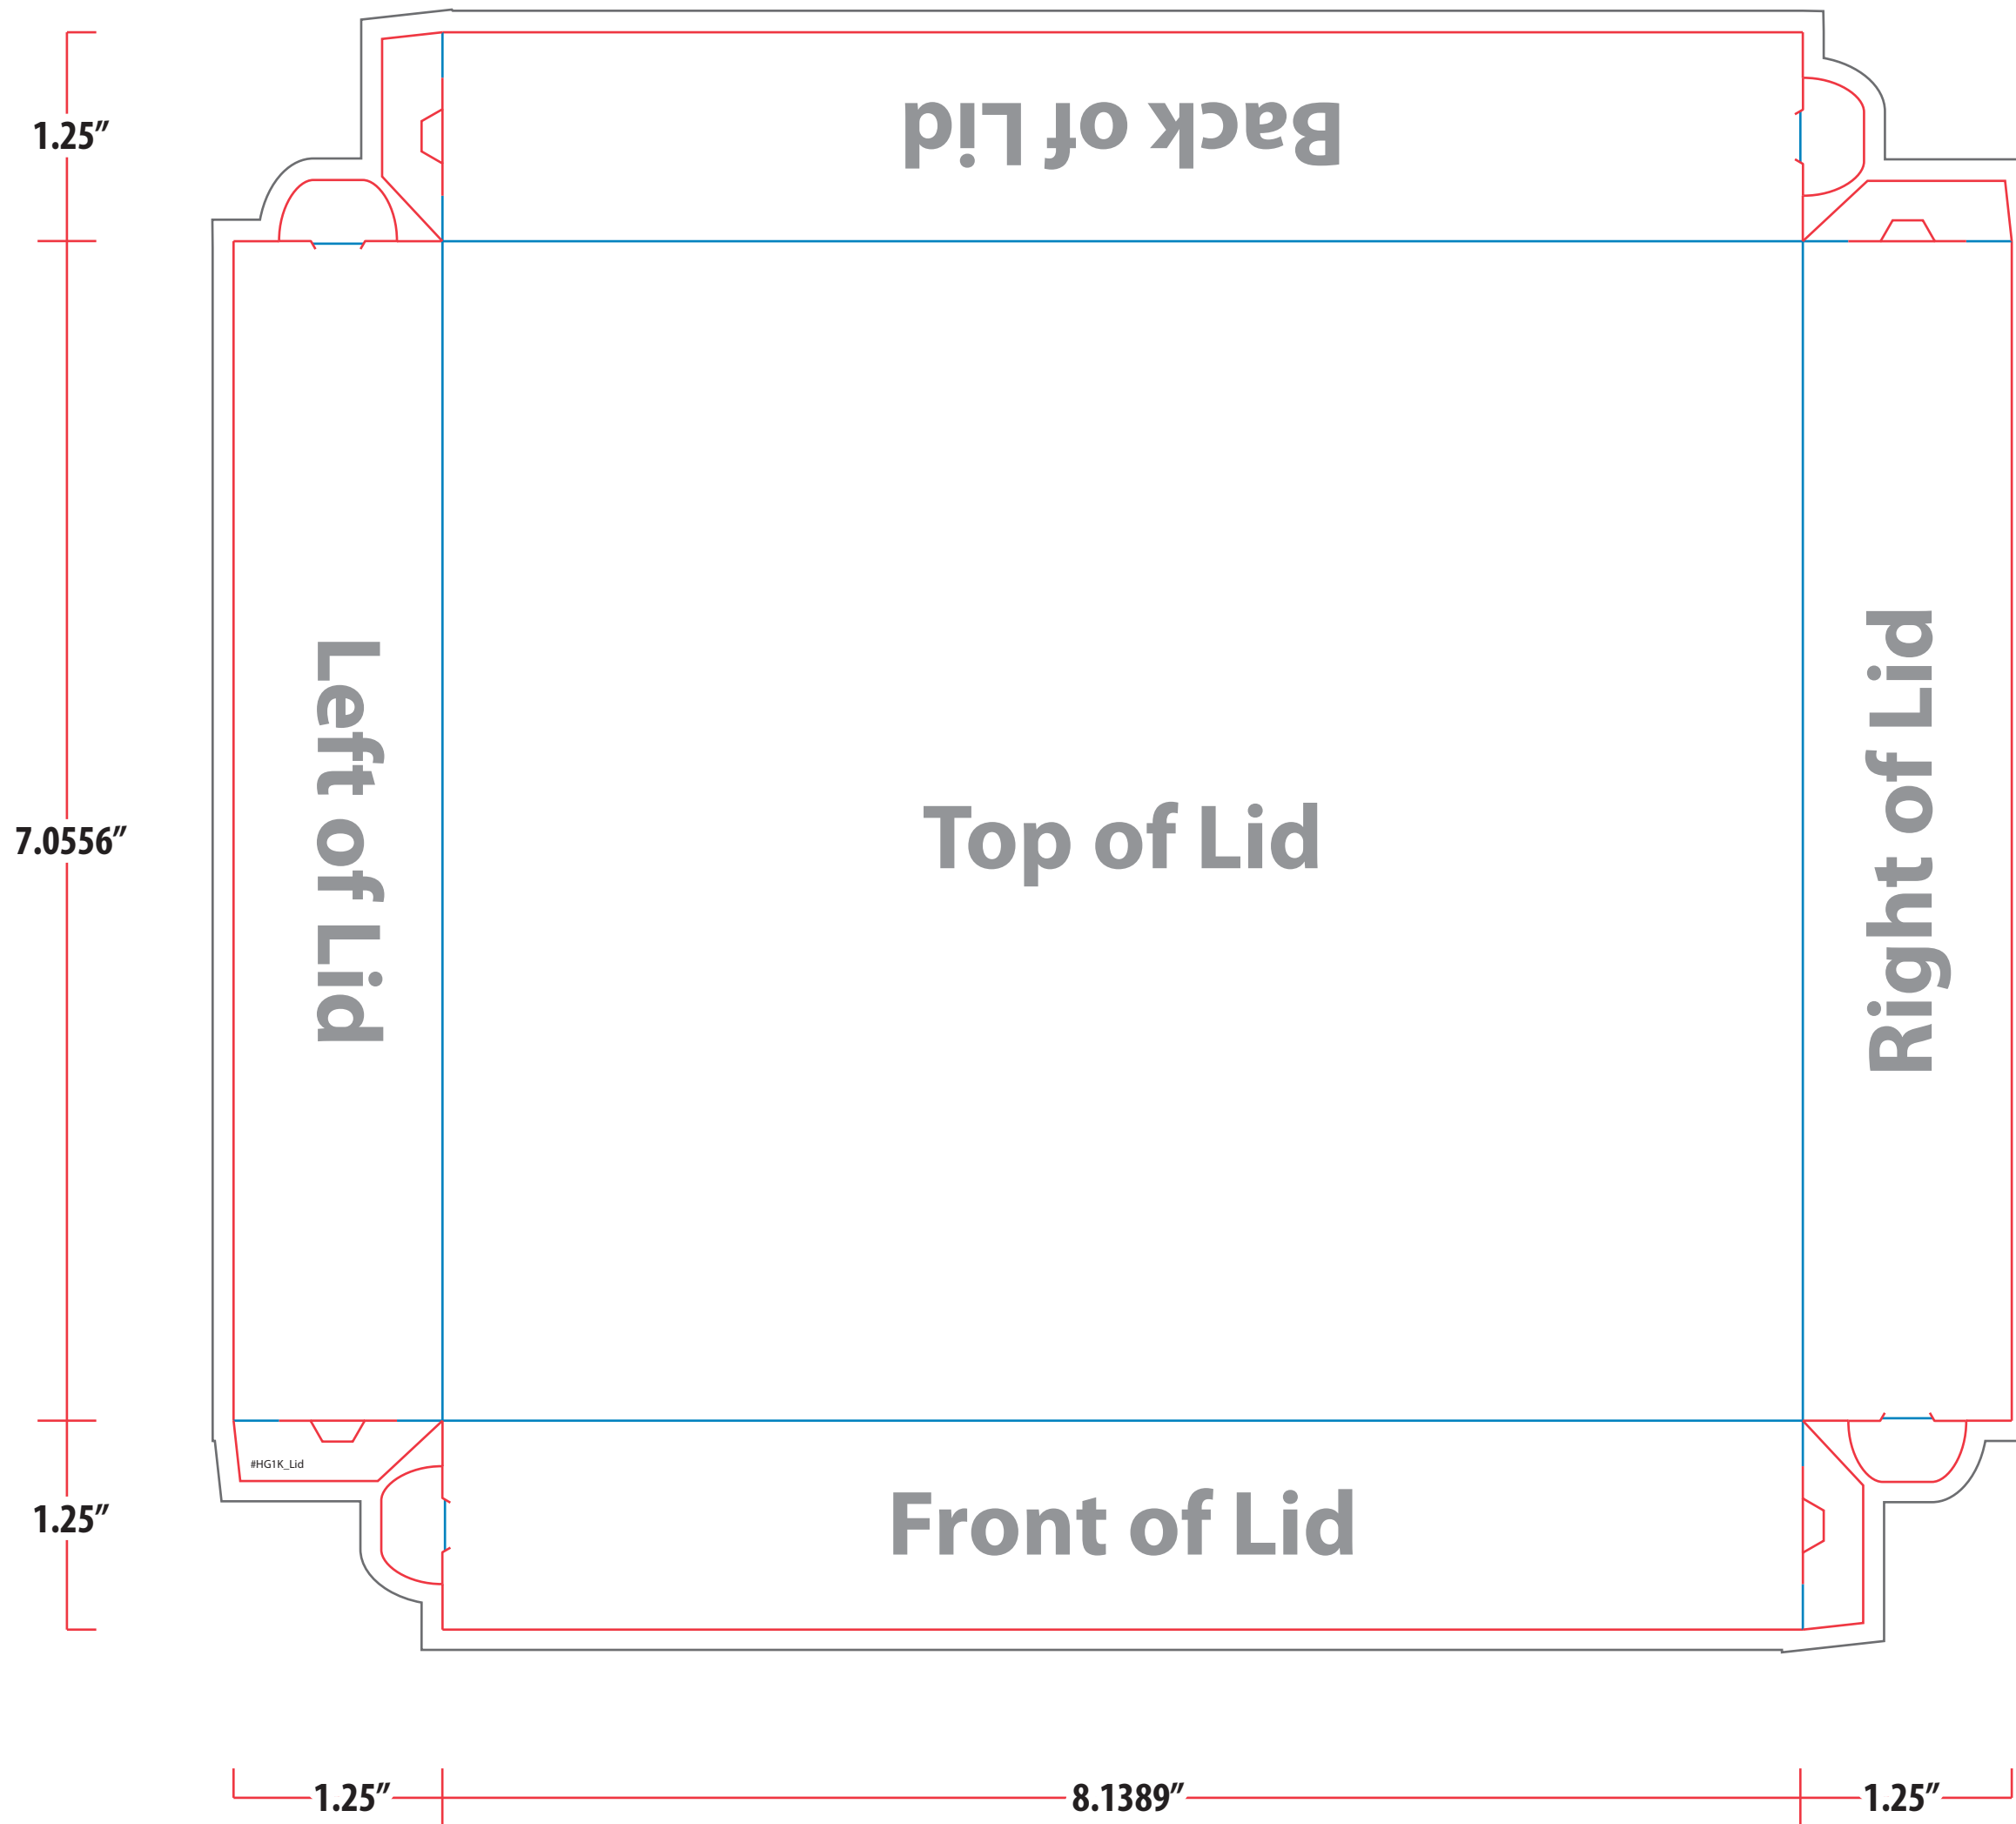 Back of Lid
1.25″
Left of Lid
Right of Lid
7.0556″
Top of Lid
#HG1K_Lid
1.25″
Front of Lid
1.25″
8.1389″
1.25″